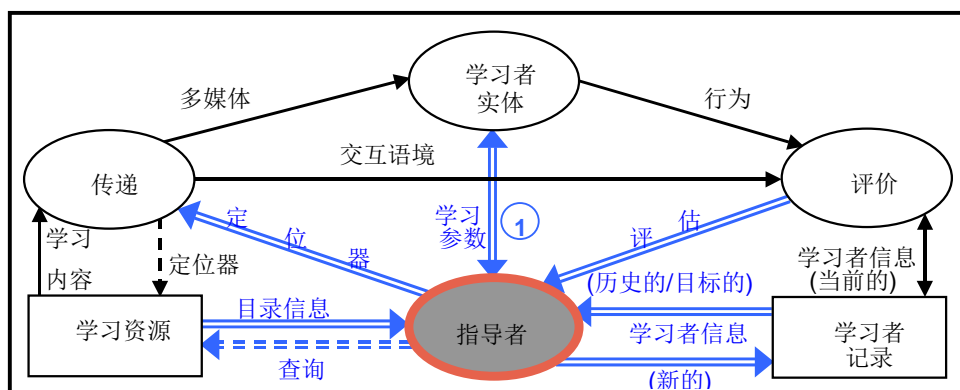 学习者
实体
多媒体
行为
交互语境
传递
评价
定位器
学习
参数
1
评估
学习
内容
定位器
学习者信息
(当前的)
(历史的/目标的)
目录信息
学习资源
指导者
学习者信息
学习者
记录
查询
(新的)